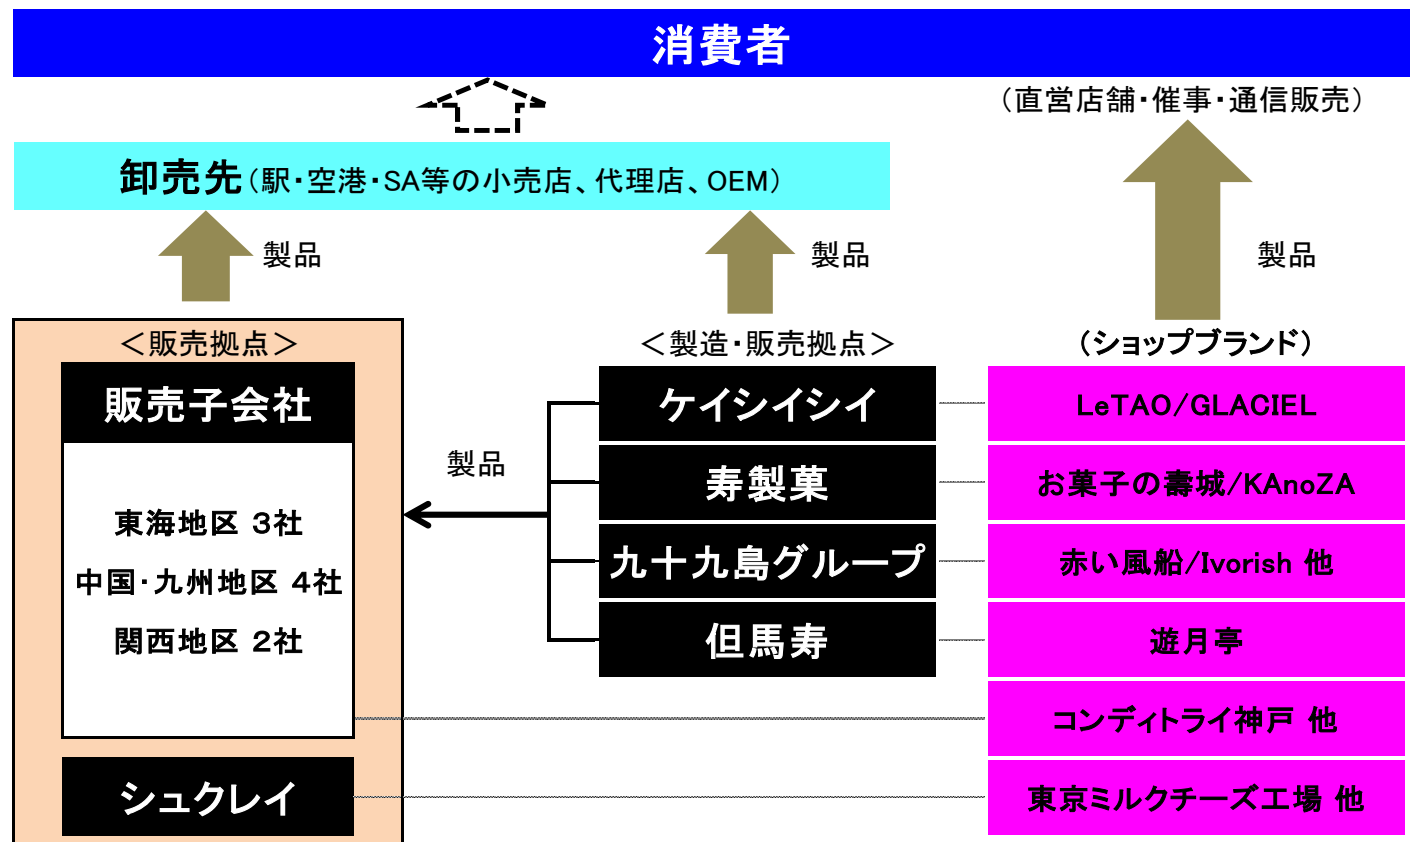 消費者
（直営店舗・催事・通信販売）
卸売先（駅・空港・SA等の小売店、代理店、OEM）
製品
製品
製品
＜販売拠点＞
＜製造・販売拠点＞
（ショップブランド）
販売子会社
東海地区 3社
中国・九州地区 4社
関西地区 2社
シュクレイ
製品
ケイシイシイ
寿製菓
九十九島グループ
但馬寿
LeTAO/GLACIEL
お菓子の壽城/KAnoZA
赤い風船/Ivorish 他
遊月亭
コンディトライ神戸 他
東京ミルクチーズ工場 他